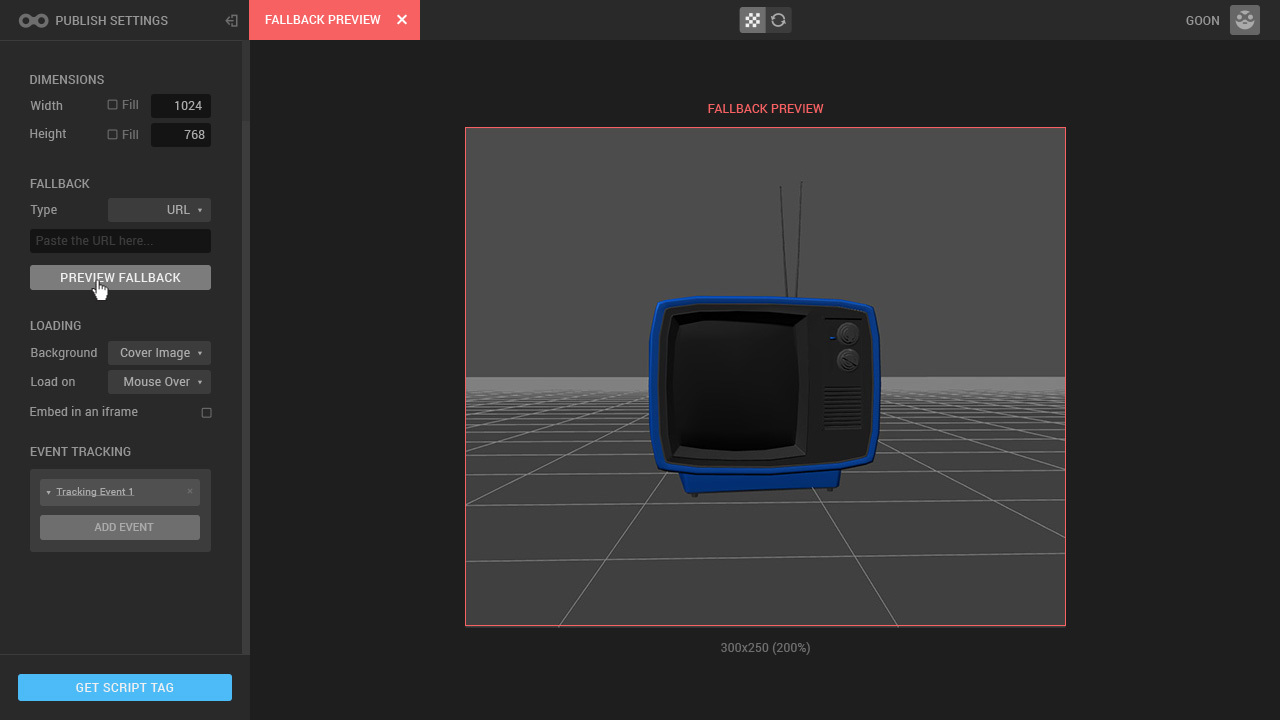 PUBLISH SETTINGS
FALLBACK PREVIEW ×
GOON
DIMENSIONS
Width Fill 1024
Height Fill 768
FALLBACK
Type URL
Paste the URL here...
PREVIEW FALLBACK
LOADING
Background Cover Image
Load on Mouse Over
Embed in an iframe
EVENT TRACKING
Tracking Event 1 ×
ADD EVENT
GET SCRIPT TAG
FALLBACK PREVIEW
300x250 (200%)